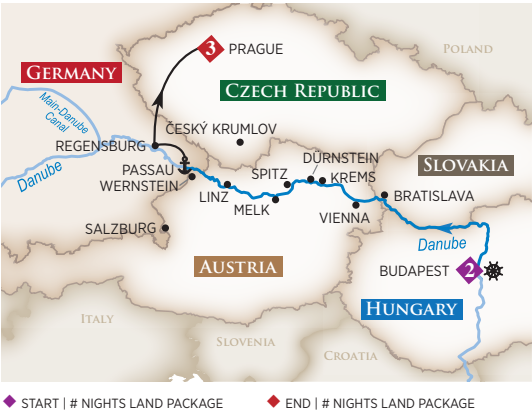 3
PRAGUE
POLAND
GERMANY
CZECH REPUBLIC
Main-Danube
Canal
ČESKÝ KRUMLOV
REGENSBURG
Danube
PASSAU
WERNSTEIN
LINZ
MELK
SPITZ
DÜRNSTEIN
KREMS
VIENNA
SLOVAKIA
BRATISLAVA
SALZBURG
Danube
AUSTRIA
BUDAPEST
2
HUNGARY
ITALY
SLOVENIA
CROATIA
START | # NIGHTS LAND PACKAGE
END | # NIGHTS LAND PACKAGE